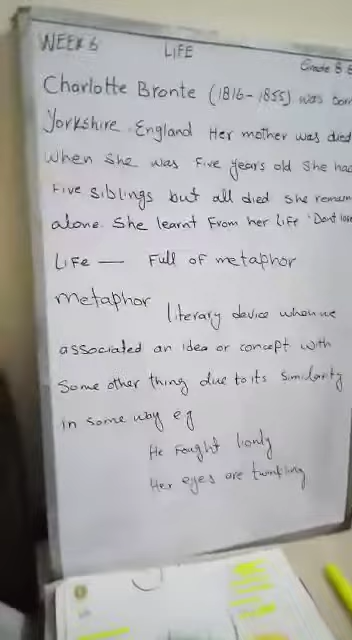 WEEK 6 LIFE Grade 8
Charlotte Bronte (1816-1855) was born
Yorkshire England Her mother was died
when she was five years old She had
Five siblings but all died she remain
alone. She learnt from her life "Dont lose
Life — Full of metaphor
metaphor literary device when we
associated an idea or concept with
some other thing due to its similarity
in some way eg
He fought lionly
Her eyes are twinkling